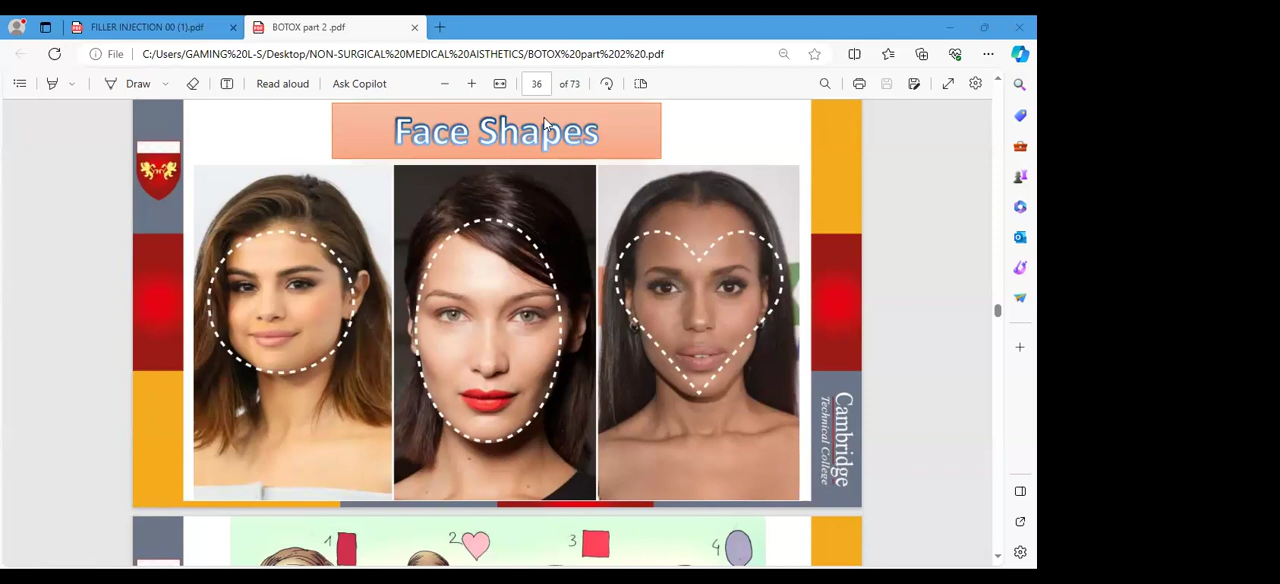 FILLER INJECTION 00 (1).pdf
BOTOX part 2 .pdf
File
C:/Users/GAMING%20L-S/Desktop/NON-SURGICAL%20MEDICAL%20AISTHETICS/BOTOX%20part%202%20.pdf
Draw
Read aloud
Ask Copilot
36
of 73
Face Shapes
Cambridge
Technical College
1
2
3
4